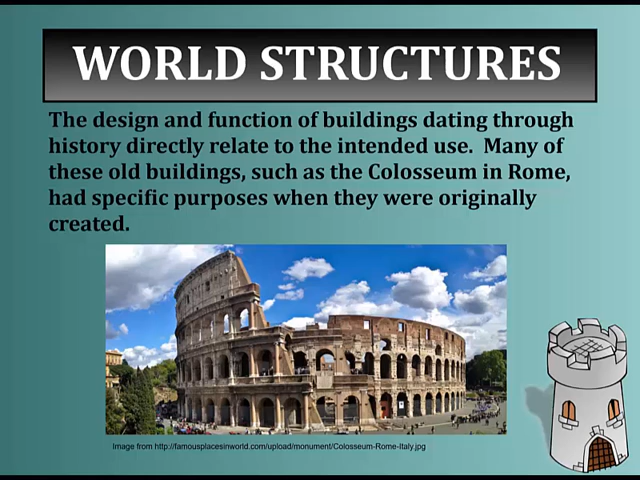 WORLD STRUCTURES
The design and function of buildings dating through
history directly relate to the intended use.  Many of
these old buildings, such as the Colosseum in Rome,
had specific purposes when they were originally
created.
Image from http://famousplacesinworld.com/upload/monument/Colosseum-Rome-Italy.jpg